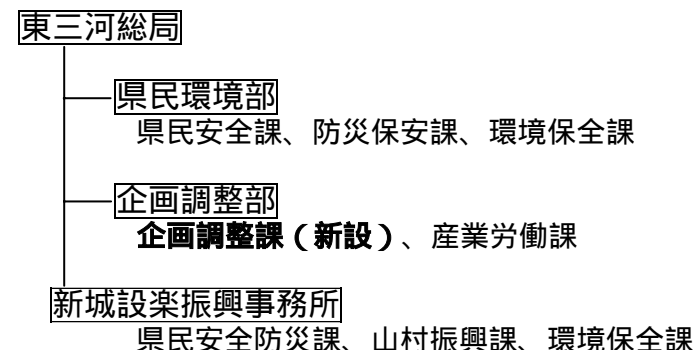 東三河総局
県民環境部
県民安全課、防災保安課、環境保全課
企画調整部
企画調整課（新設）、産業労働課
新城設楽振興事務所
県民安全防災課、山村振興課、環境保全課